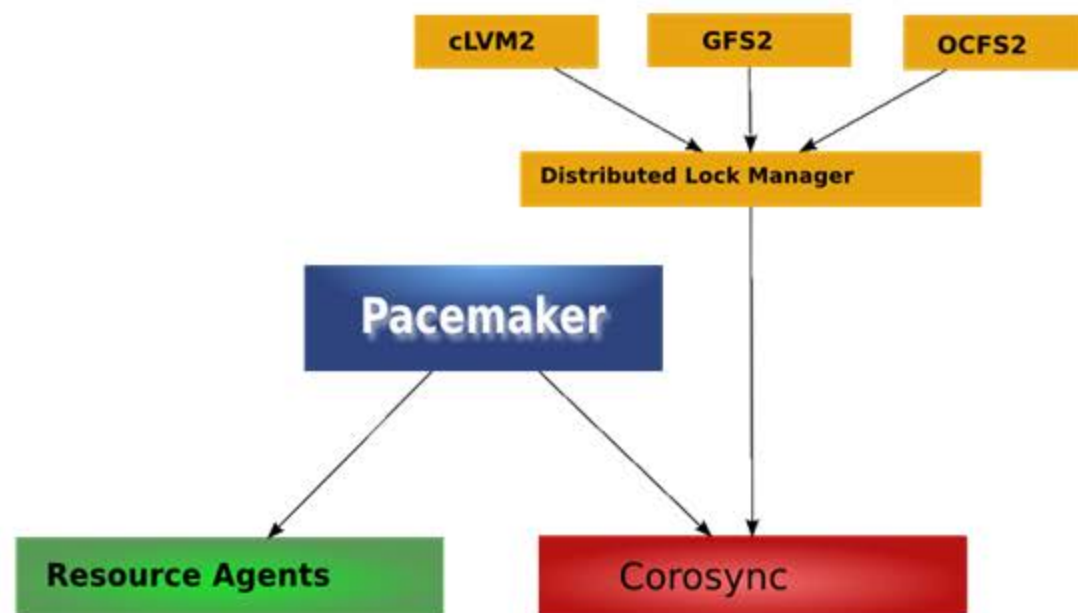 cLVM2
GFS2
OCFS2
Distributed Lock Manager
Pacemaker
Resource Agents
Corosync